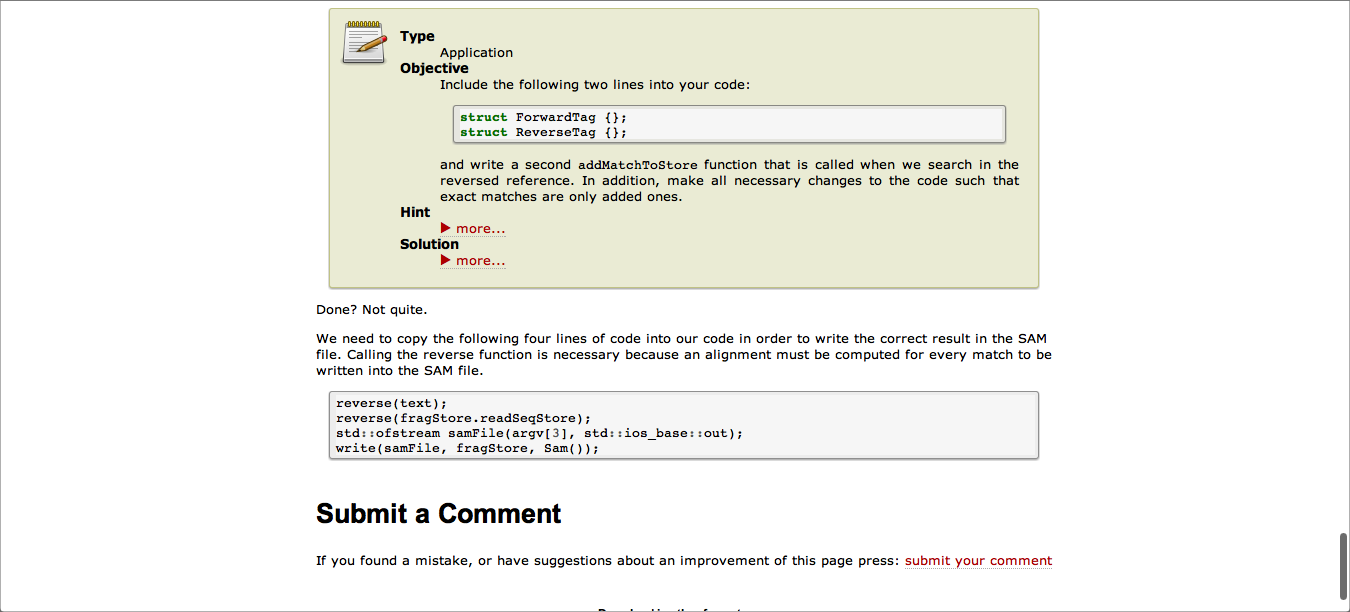 Type
Application
Objective
Include the following two lines into your code:
struct ForwardTag {};
struct ReverseTag {};
and write a second addMatchToStore function that is called when we search in the
reversed reference. In addition, make all necessary changes to the code such that
exact matches are only added ones.
Hint
more...
Solution
more...
Done? Not quite.
We need to copy the following four lines of code into our code in order to write the correct result in the SAM
file. Calling the reverse function is necessary because an alignment must be computed for every match to be
written into the SAM file.
reverse(text);
reverse(fragStore.readSeqStore);
std::ofstream samFile(argv[3], std::ios_base::out);
write(samFile, fragStore, Sam());
Submit a Comment
If you found a mistake, or have suggestions about an improvement of this page press: submit your comment